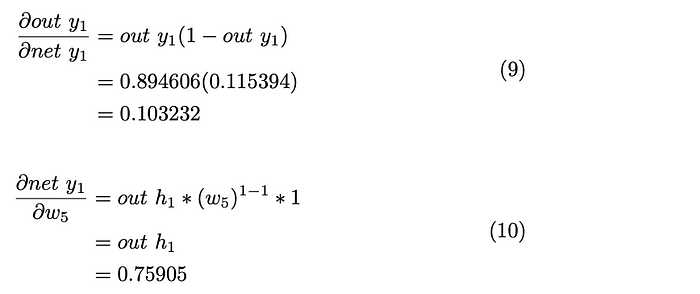 ∂out y₁/∂net y₁ = out y₁(1 − out y₁)
= 0.894606(0.115394)
(9)
= 0.103232
∂net y₁/∂w₅ = out h₁ ∗ (w₅)¹⁻¹ ∗ 1
= out h₁
(10)
= 0.75905